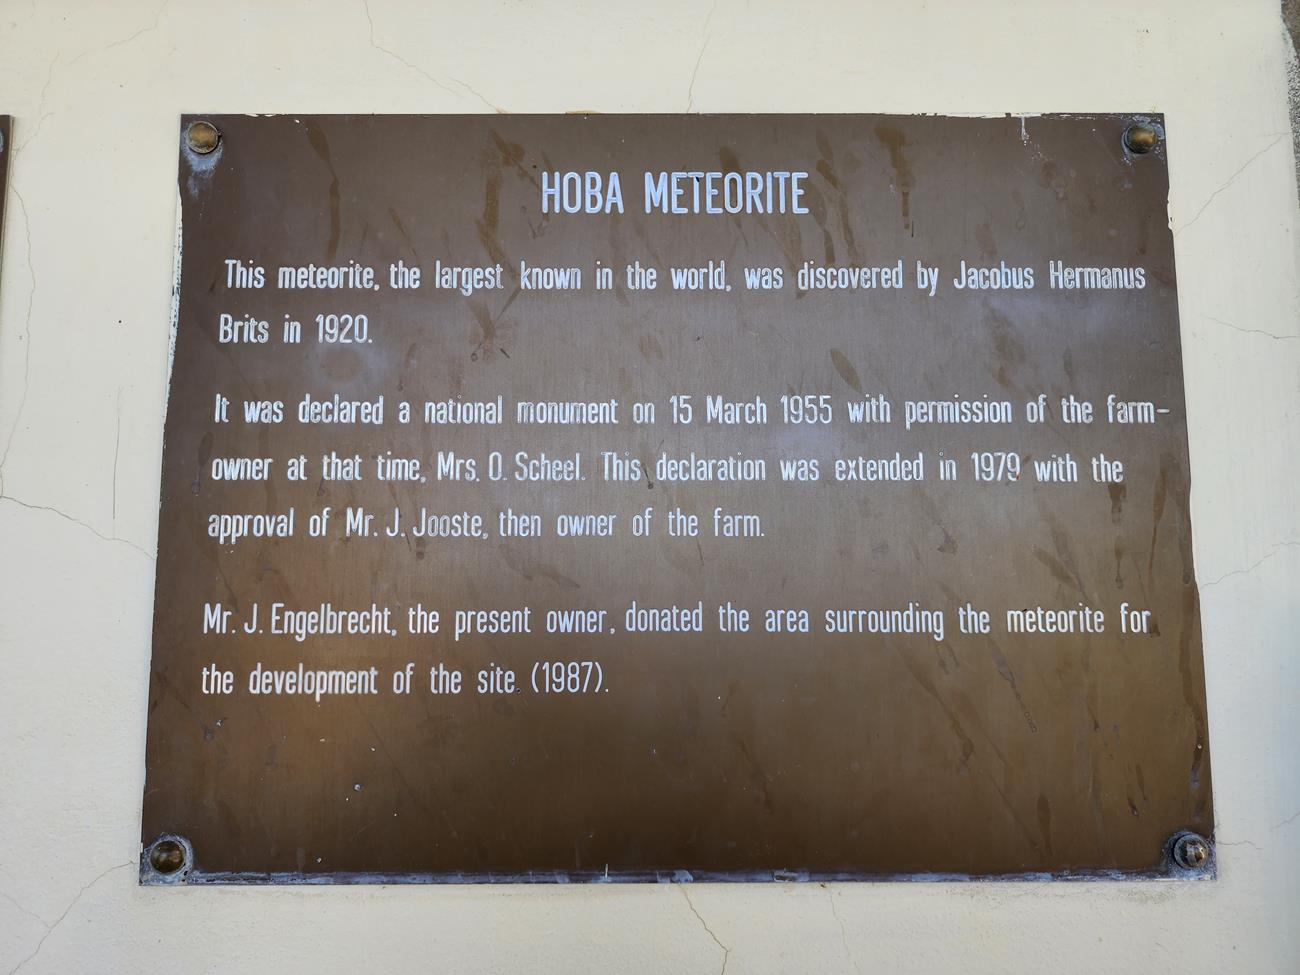 HOBA METEORITE
This meteorite, the largest known in the world, was discovered by Jacobus Hermanus
Brits in 1920.
It was declared a national monument on 15 March 1955 with permission of the farm-
owner at that time, Mrs. O. Scheel. This declaration was extended in 1979 with the
approval of Mr. J. Jooste, then owner of the farm.
Mr. J. Engelbrecht, the present owner, donated the area surrounding the meteorite for
the development of the site. (1987).